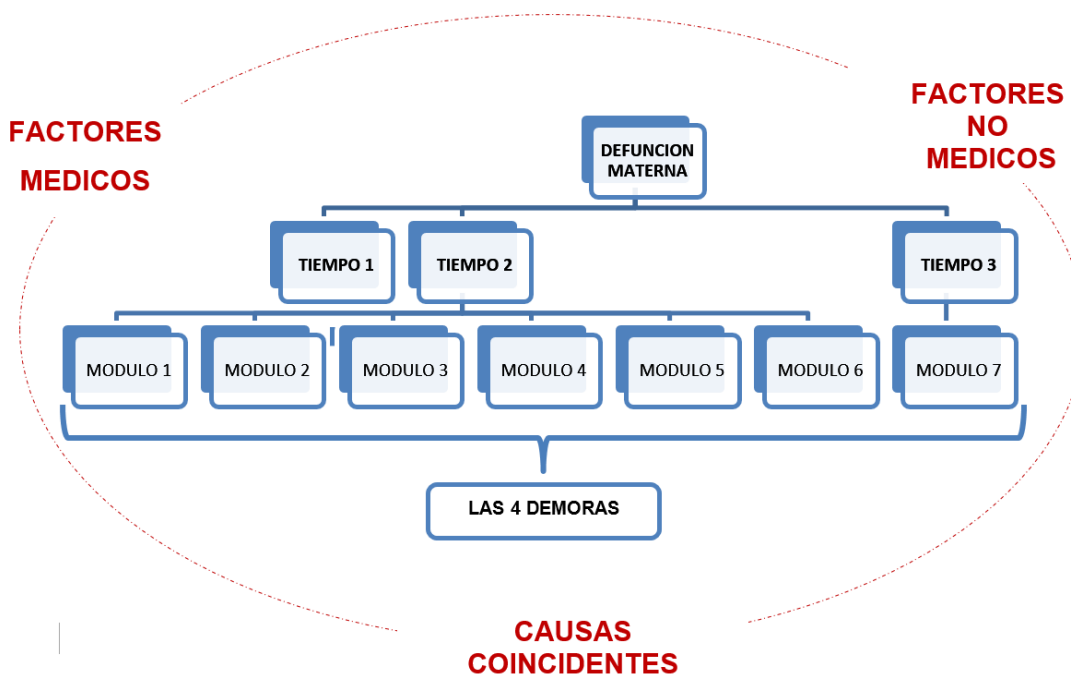 FACTORES
MEDICOS
FACTORES
NO
MEDICOS
DEFUNCION
MATERNA
TIEMPO 1
TIEMPO 2
TIEMPO 3
MODULO 1
MODULO 2
MODULO 3
MODULO 4
MODULO 5
MODULO 6
MODULO 7
LAS 4 DEMORAS
CAUSAS
COINCIDENTES